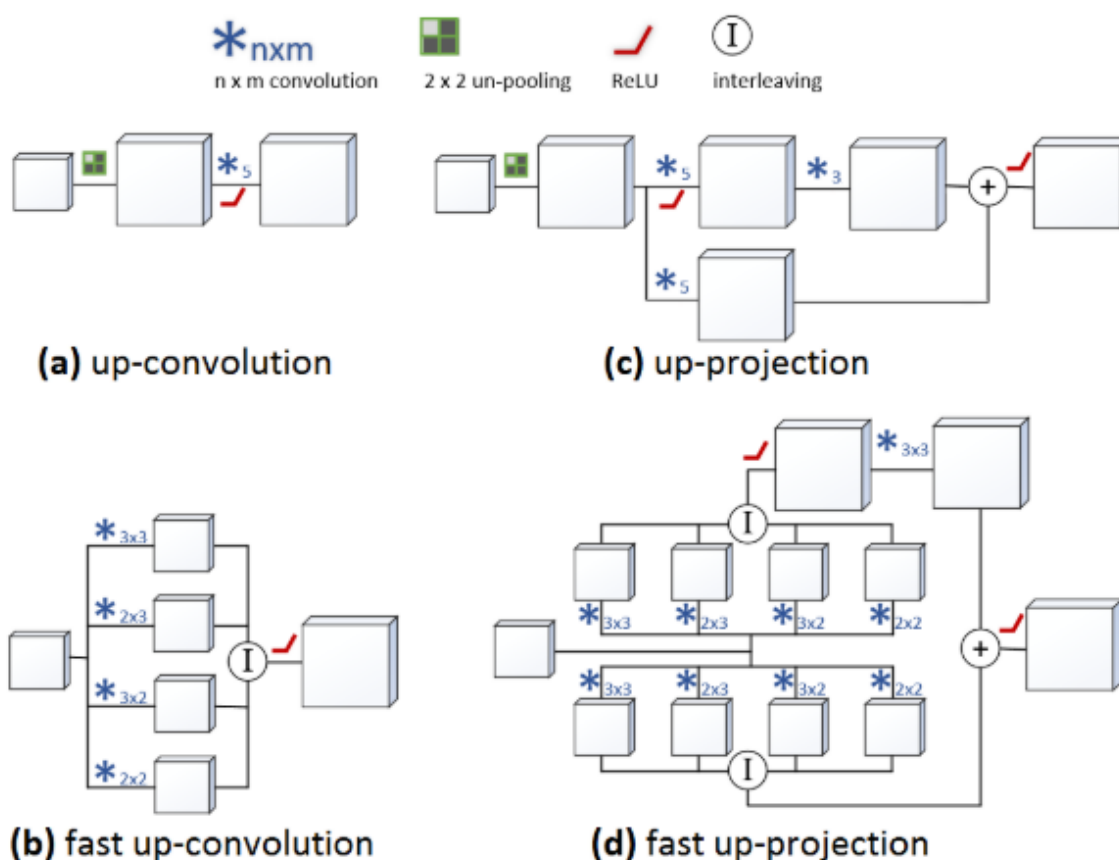 nxm
n x m convolution 2 x 2 un-pooling ReLU I interleaving
5
(a) up-convolution
5 3 +
5
(c) up-projection
3x3
2x3
I
3x2
2x2
(b) fast up-convolution
3x3
I
3x3 2x3 3x2 2x2
+
3x3 2x3 3x2 2x2
I
(d) fast up-projection